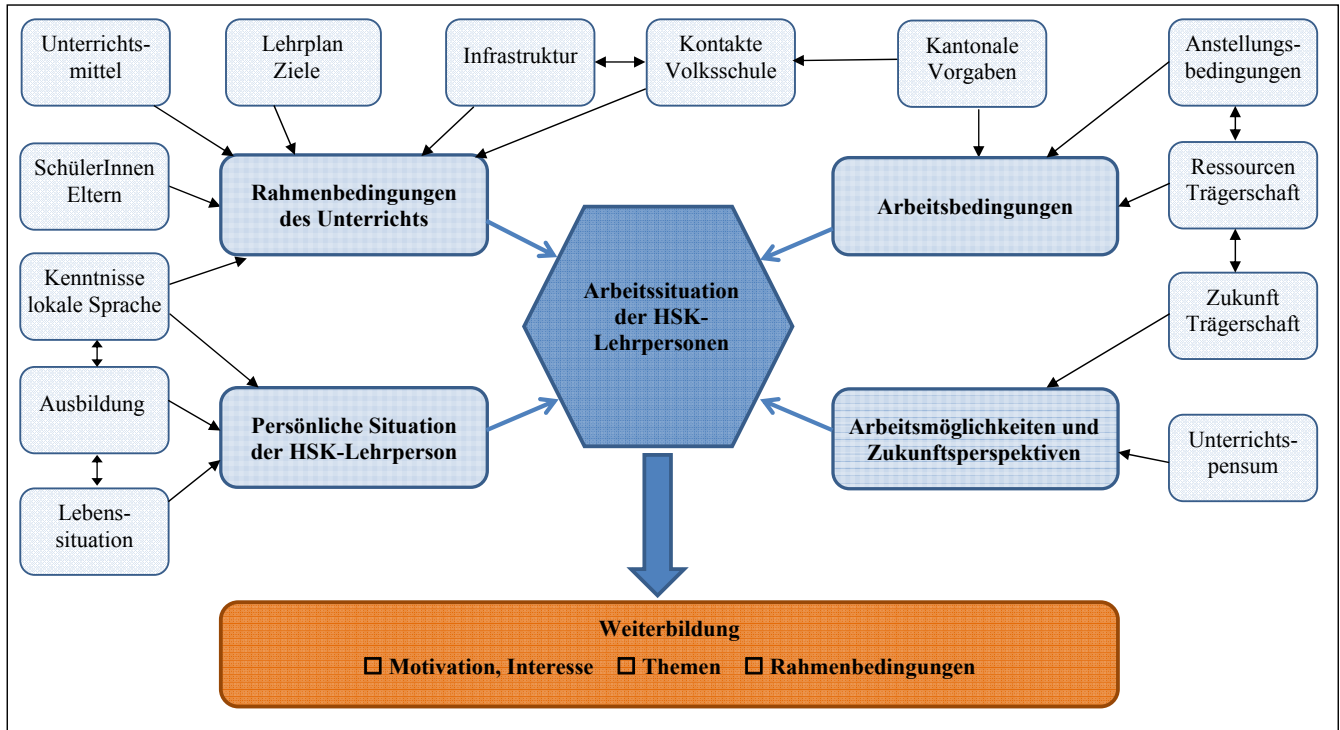 Unterrichts-
mittel
Lehrplan
Ziele
Infrastruktur
Kontakte
Volksschule
Kantonale
Vorgaben
Anstellungs-
bedingungen
SchülerInnen
Eltern
Rahmenbedingungen
des Unterrichts
Arbeitsbedingungen
Ressourcen
Trägerschaft
Kenntnisse
lokale Sprache
Arbeitssituation
der HSK-
Lehrpersonen
Zukunft
Trägerschaft
Ausbildung
Persönliche Situation
der HSK-Lehrperson
Arbeitsmöglichkeiten und
Zukunftsperspektiven
Unterrichts-
pensum
Lebens-
situation
Weiterbildung
☐ Motivation, Interesse ☐ Themen ☐ Rahmenbedingungen